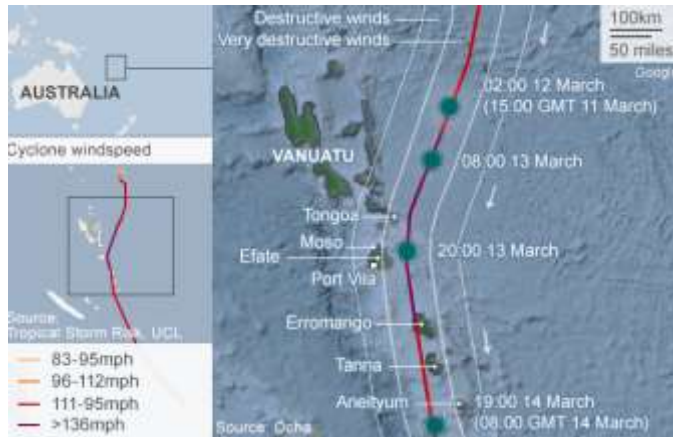 AUSTRALIA
Cyclone windspeed
Source:
Tropical Storm Risk, UCL
83-95mph
96-112mph
111-95mph
>136mph
Destructive winds
Very destructive winds
100km
50 miles
Google
02:00 12 March
(15:00 GMT 11 March)
VANUATU
08:00 13 March
Tongoa
Moso
Efate
Port Vila
20:00 13 March
Erromango
Tanna
Aneityum
19:00 14 March
(08:00 GMT 14 March)
Source: Ocha